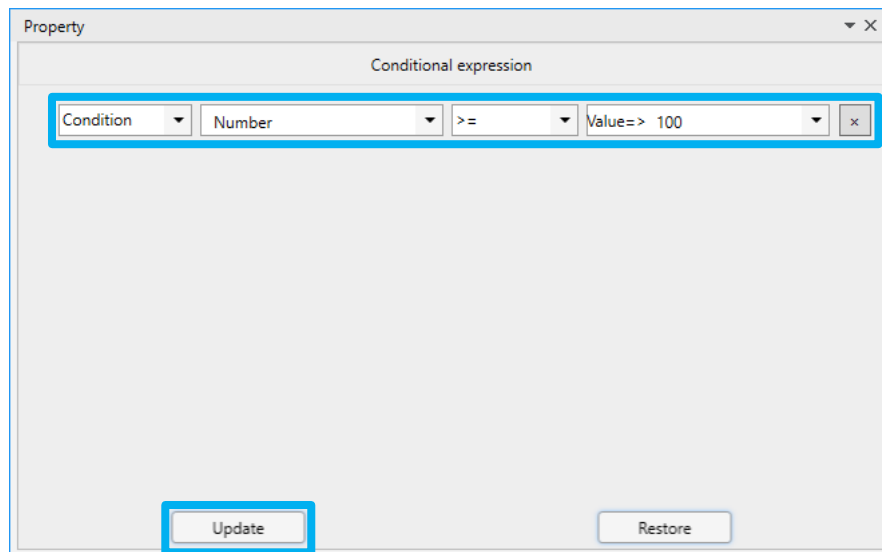 Property
Conditional expression
Condition Number >= Value=> 100 ×
Update Restore